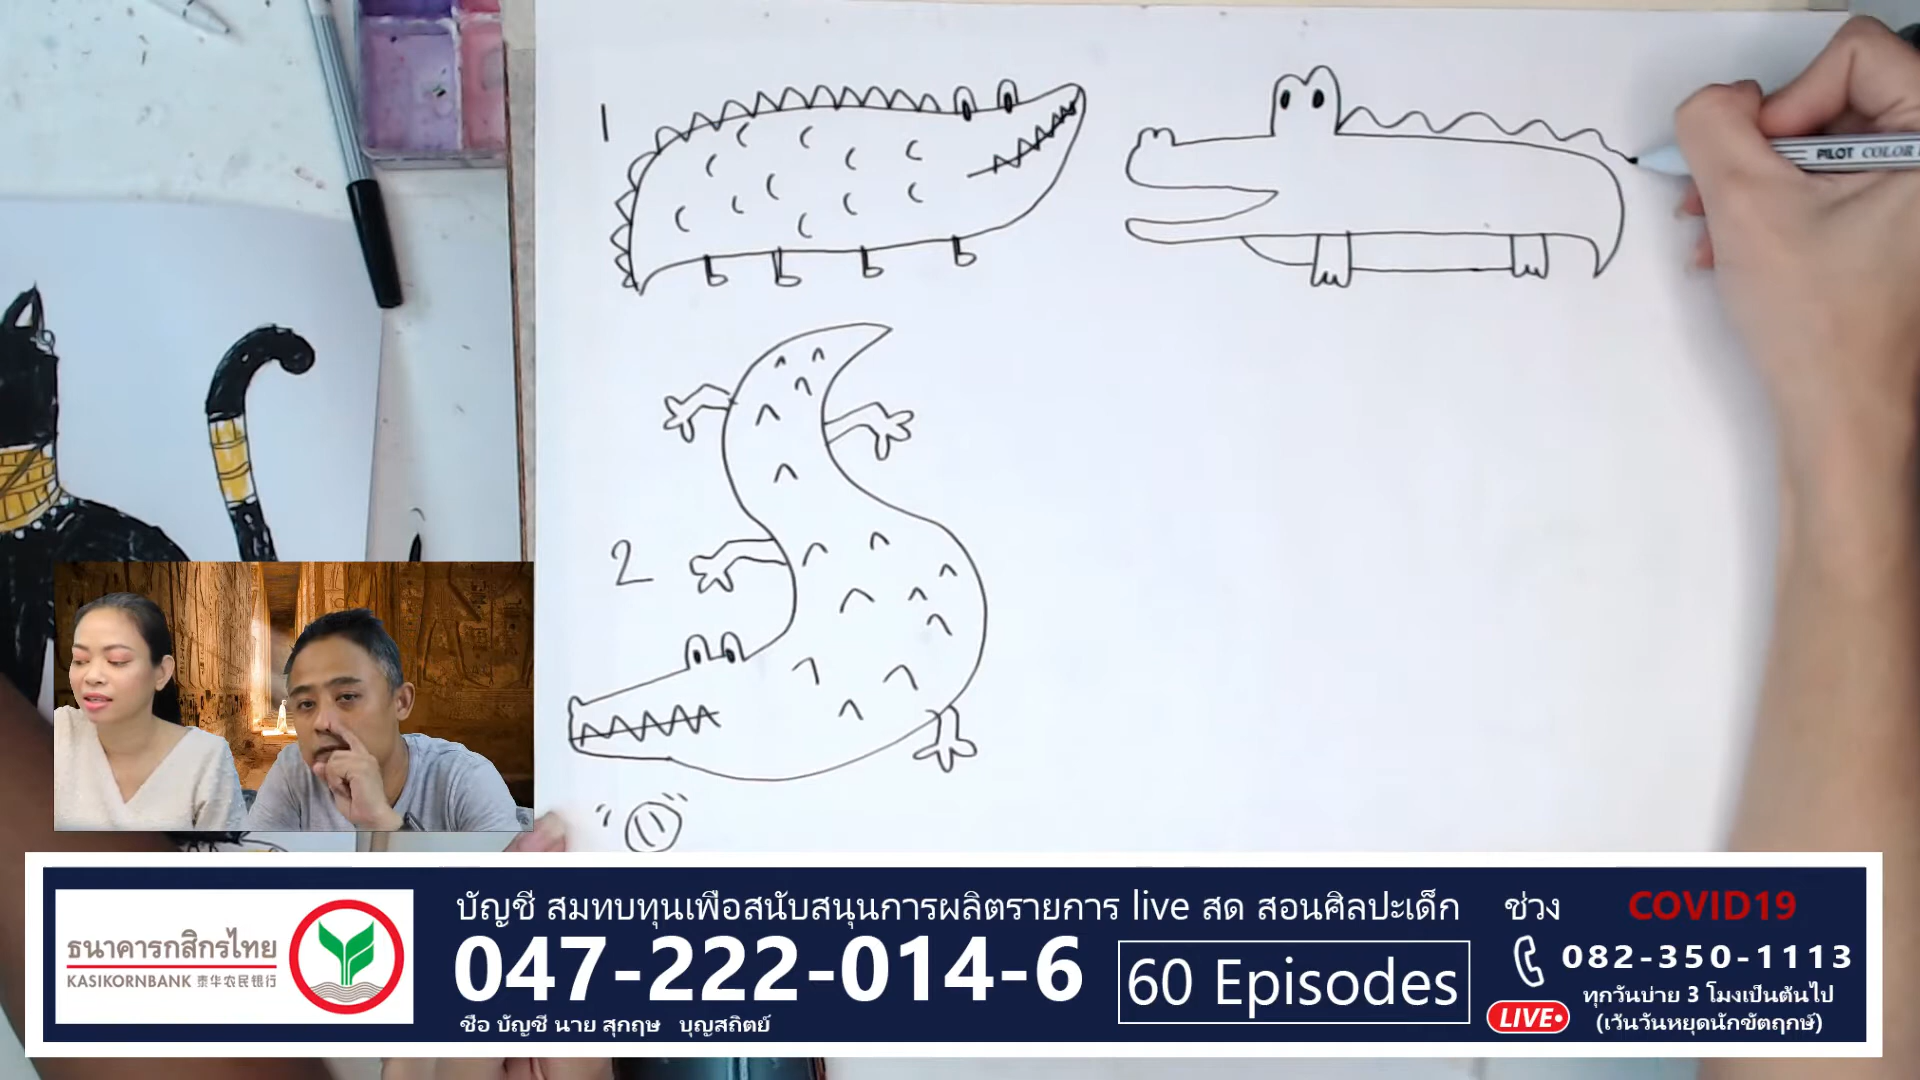 1
PILOT COLOR
2
ธนาคารกสิกรไทย
KASIKORNBANK 泰华农民银行
บัญชี สมทบทุนเพื่อสนับสนุนการผลิตรายการ live สด สอนศิลปะเด็ก ช่วง COVID19
047-222-014-6
60 Episodes
082-350-1113
ชื่อ บัญชี นาย สุกฤษ บุญสถิตย์
LIVE
ทุกวันบ่าย 3 โมงเป็นต้นไป
(เว้นวันหยุดนักขัตฤกษ์)